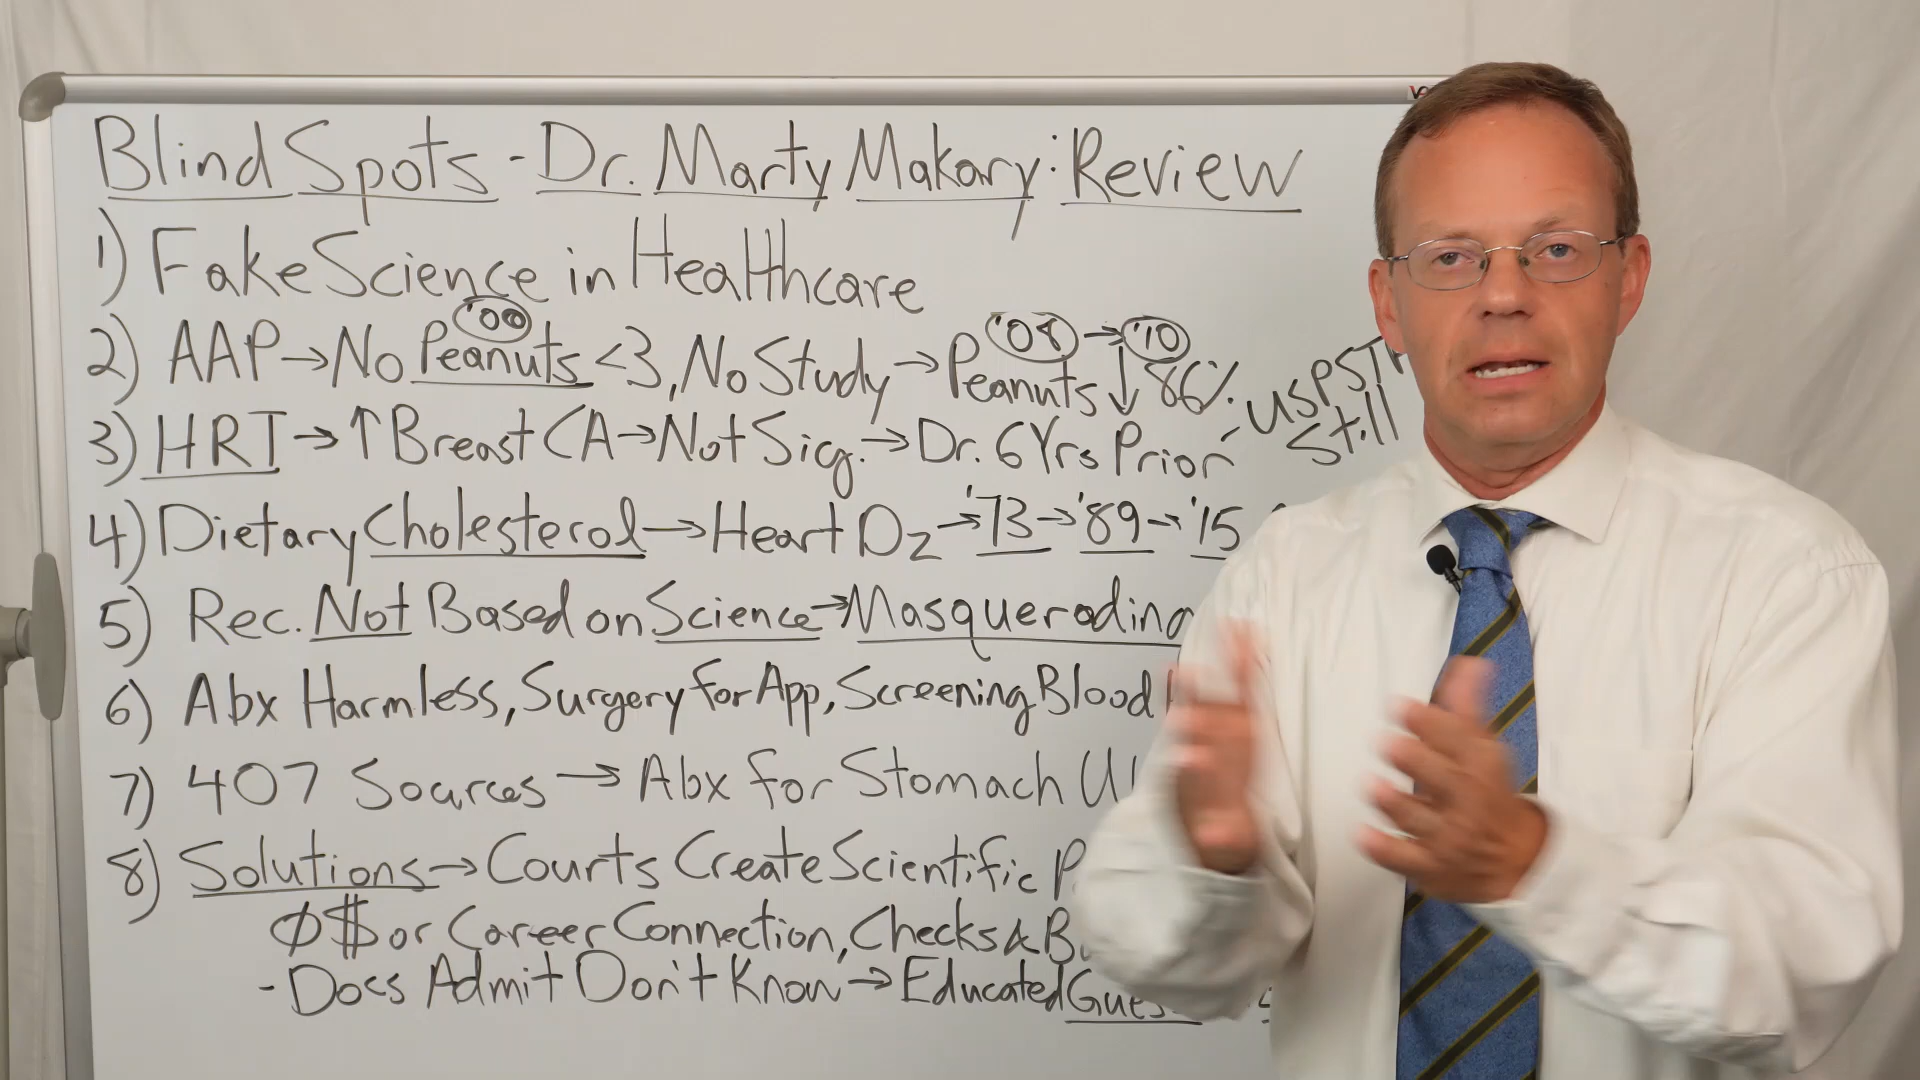 Blind Spots - Dr. Marty Makary: Review
1) Fake Science in Healthcare
'00 '08 → '10
2) AAP → No Peanuts <3, No Study → Peanuts ↓ 86%
USPSTF
Still
3) HRT → ↑ Breast CA → Not Sig. → Dr. 6 Yrs Prior
4) Dietary Cholesterol → Heart Dz → '73 → '89 → '15
5) Rec. Not Based on Science → Masquerading
6) Abx Harmless, Surgery for App, Screening Blood
7) 407 Sources → Abx for Stomach
8) Solutions → Courts Create Scientific
Ø $ or Career Connection, Checks &
- Docs Admit Don't Know → Educated Guess